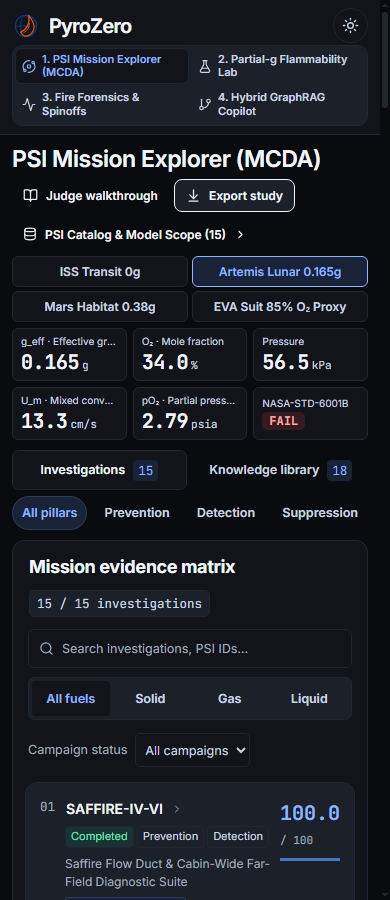 PyroZero
1. PSI Mission Explorer (MCDA)
2. Partial-g Flammability Lab
3. Fire Forensics & Spinoffs
4. Hybrid GraphRAG Copilot
PSI Mission Explorer (MCDA)
Judge walkthrough
Export study
PSI Catalog & Model Scope (15)
ISS Transit 0g
Artemis Lunar 0.165g
Mars Habitat 0.38g
EVA Suit 85% O₂ Proxy
g_eff · Effective gr...
0.165 g
O₂ · Mole fraction
34.0 %
Pressure
56.5 kPa
U_m · Mixed conv...
13.3 cm/s
pO₂ · Partial press...
2.79 psia
NASA-STD-6001B
FAIL
Investigations 15
Knowledge library 18
All pillars
Prevention
Detection
Suppression
Mission evidence matrix
15 / 15 investigations
Search investigations, PSI IDs...
All fuels
Solid
Gas
Liquid
Campaign status
All campaigns
01
SAFFIRE-IV-VI
100.0
/ 100
Completed
Prevention
Detection
Saffire Flow Duct & Cabin-Wide Far-
Field Diagnostic Suite